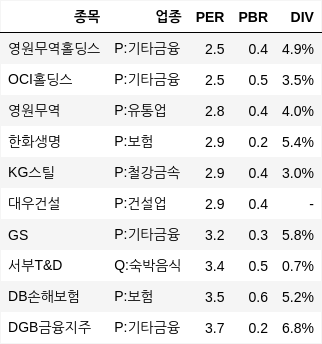 종목 업종 PER PBR DIV
영원무역홀딩스 P:기타금융 2.5 0.4 4.9%
OCI홀딩스 P:기타금융 2.5 0.5 3.5%
영원무역 P:유통업 2.8 0.4 4.0%
한화생명 P:보험 2.9 0.2 5.4%
KG스틸 P:철강금속 2.9 0.4 3.0%
대우건설 P:건설업 2.9 0.4 -
GS P:기타금융 3.2 0.3 5.8%
서부T&D Q:숙박음식 3.4 0.5 0.7%
DB손해보험 P:보험 3.5 0.6 5.2%
DGB금융지주 P:기타금융 3.7 0.2 6.8%